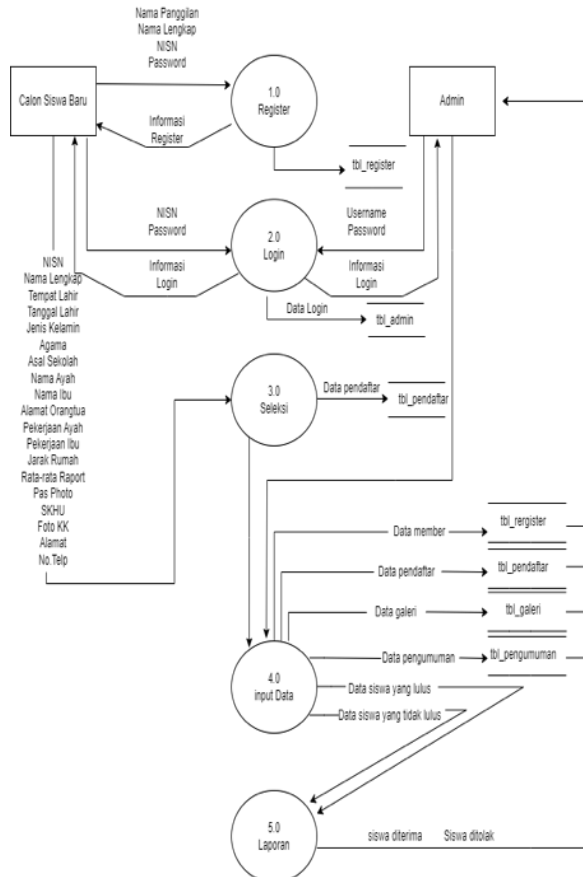 Nama Panggilan
Nama Lengkap
NISN
Password
Calon Siswa Baru
1.0
Register
Admin
Informasi
Register
tbl_register
NISN
Password
2.0
Login
Username
Password
Informasi
Login
Informasi
Login
Data Login
tbl_admin
NISN
Nama Lengkap
Tempat Lahir
Tanggal Lahir
Jenis Kelamin
Agama
Asal Sekolah
Nama Ayah
Nama Ibu
Alamat Orangtua
Pekerjaan Ayah
Pekerjaan Ibu
Jarak Rumah
Rata-rata Raport
Pas Photo
SKHU
Foto KK
Alamat
No.Telp
3.0
Seleksi
Data pendaftar
tbl_pendaftar
Data member
tbl_rergister
Data pendaftar
tbl_pendaftar
Data galeri
tbl_galeri
Data pengumuman
tbl_pengumuman
4.0
input Data
Data siswa yang lulus
Data siswa yang tidak lulus
5.0
Laporan
siswa diterima
Siswa ditolak